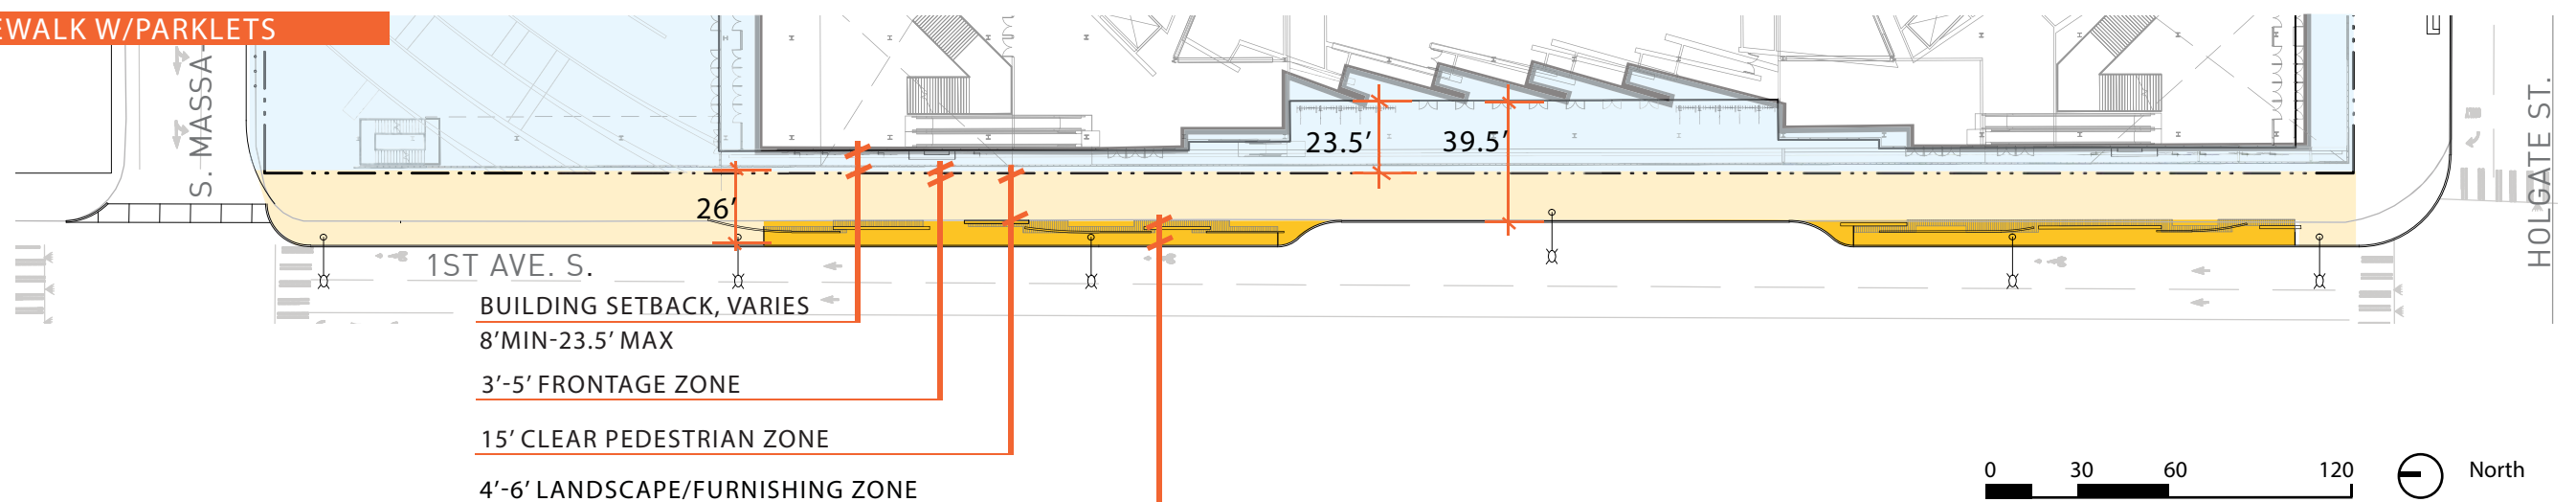 EWALK W/PARKLETS
S. MASSA
23.5’
39.5’
26’
1ST AVE. S.
HOLGATE ST.
BUILDING SETBACK, VARIES
8’MIN-23.5’ MAX
3’-5’ FRONTAGE ZONE
15’ CLEAR PEDESTRIAN ZONE
4’-6’ LANDSCAPE/FURNISHING ZONE
0 30 60 120
North